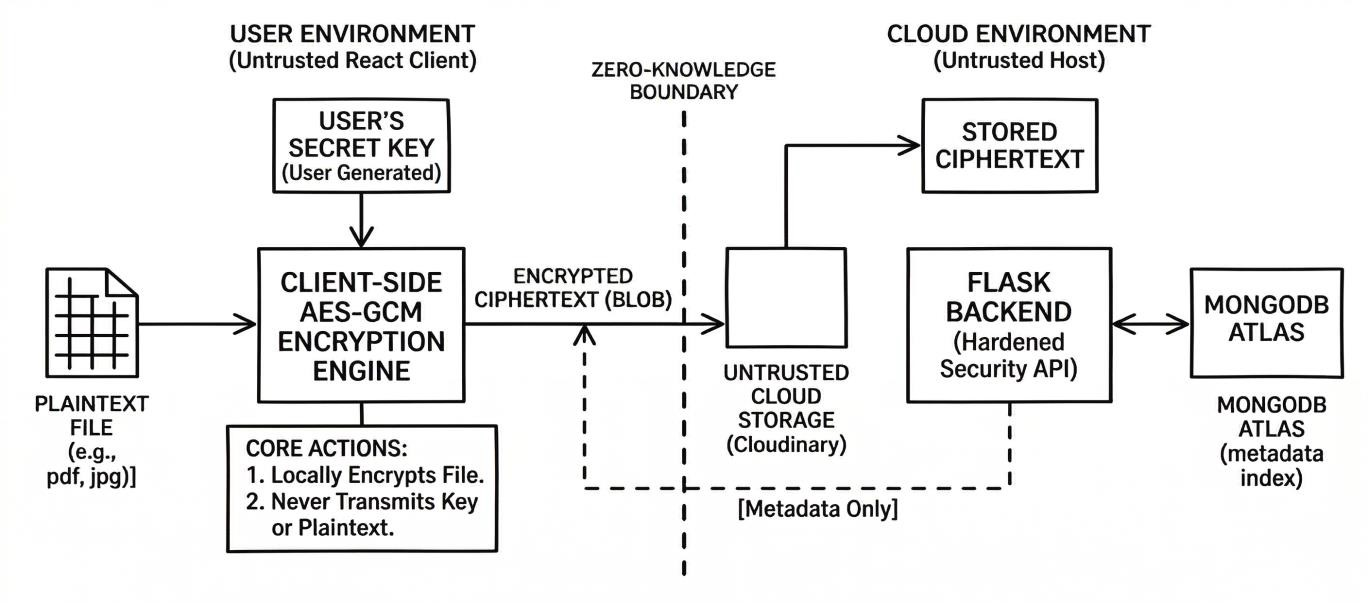 USER ENVIRONMENT
(Untrusted React Client)
CLOUD ENVIRONMENT
(Untrusted Host)
ZERO-KNOWLEDGE
BOUNDARY
USER'S
SECRET KEY
(User Generated)
STORED
CIPHERTEXT
CLIENT-SIDE
AES-GCM
ENCRYPTION
ENGINE
ENCRYPTED
CIPHERTEXT (BLOB)
FLASK
BACKEND
(Hardened
Security API)
MONGODB
ATLAS
PLAINTEXT
FILE
(e.g.,
pdf, jpg)]
UNTRUSTED
CLOUD
STORAGE
(Cloudinary)
MONGODB
ATLAS
(metadata
index)
CORE ACTIONS:
1. Locally Encrypts File.
2. Never Transmits Key
or Plaintext.
[Metadata Only]